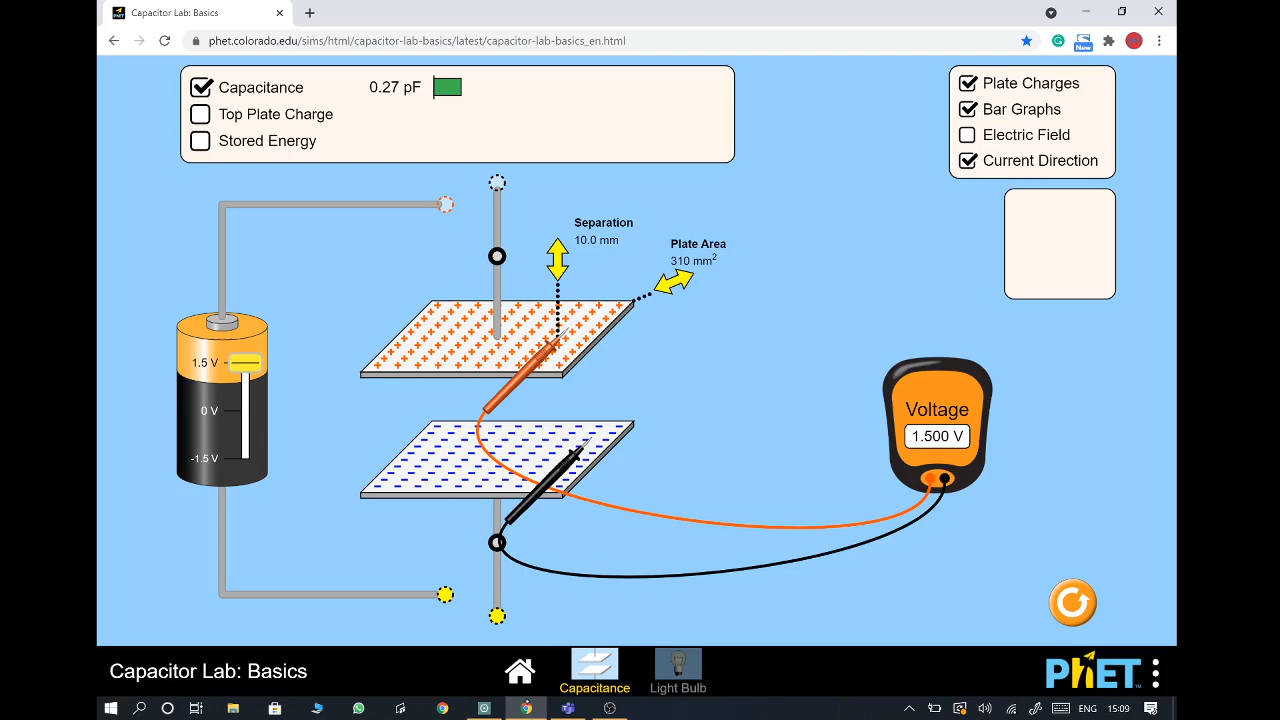 Capacitor Lab: Basics
phet.colorado.edu/sims/html/capacitor-lab-basics/latest/capacitor-lab-basics_en.html
New
Capacitance 0.27 pF
Top Plate Charge
Stored Energy
Plate Charges
Bar Graphs
Electric Field
Current Direction
Separation
10.0 mm
Plate Area
310 mm²
1.5 V
0 V
-1.5 V
Voltage
1.500 V
Capacitor Lab: Basics
Capacitance
Light Bulb
PhET
ENG
15:09